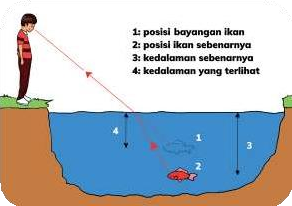 1: posisi bayangan ikan
2: posisi ikan sebenarnya
3: kedalaman sebenarnya
4: kedalaman yang terlihat
4
1
3
2